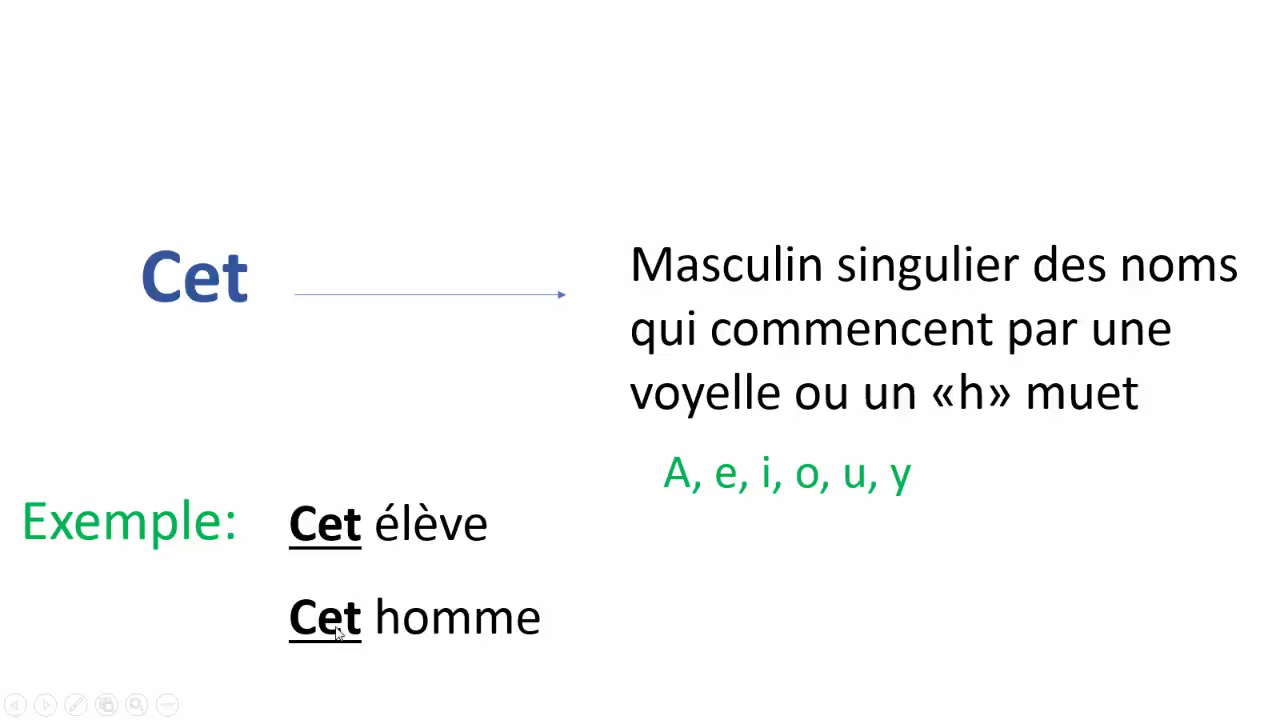 Cet
Masculin singulier des noms
qui commencent par une
voyelle ou un «h» muet
A, e, i, o, u, y
Exemple: Cet élève
Cet homme